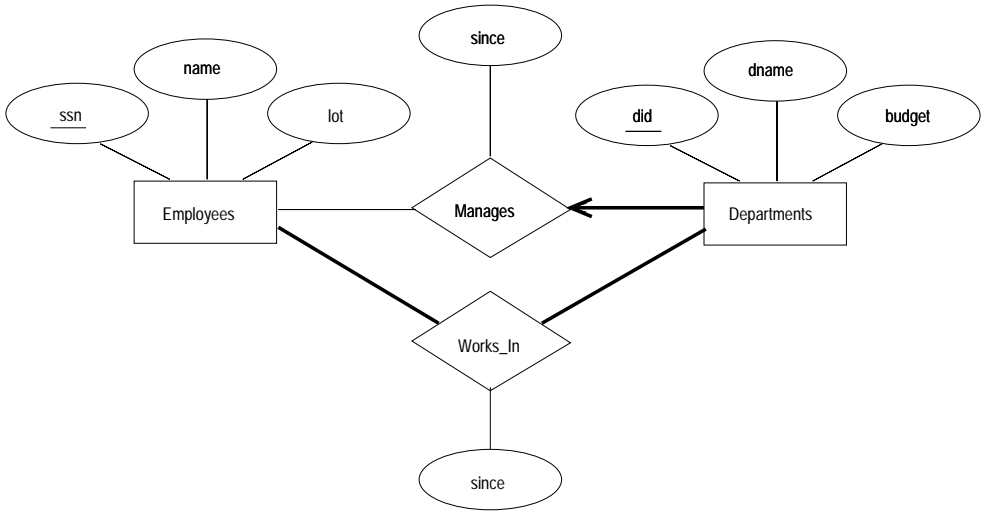 since
name
dname
ssn
lot
did
budget
Employees
Manages
Departments
Works_In
since